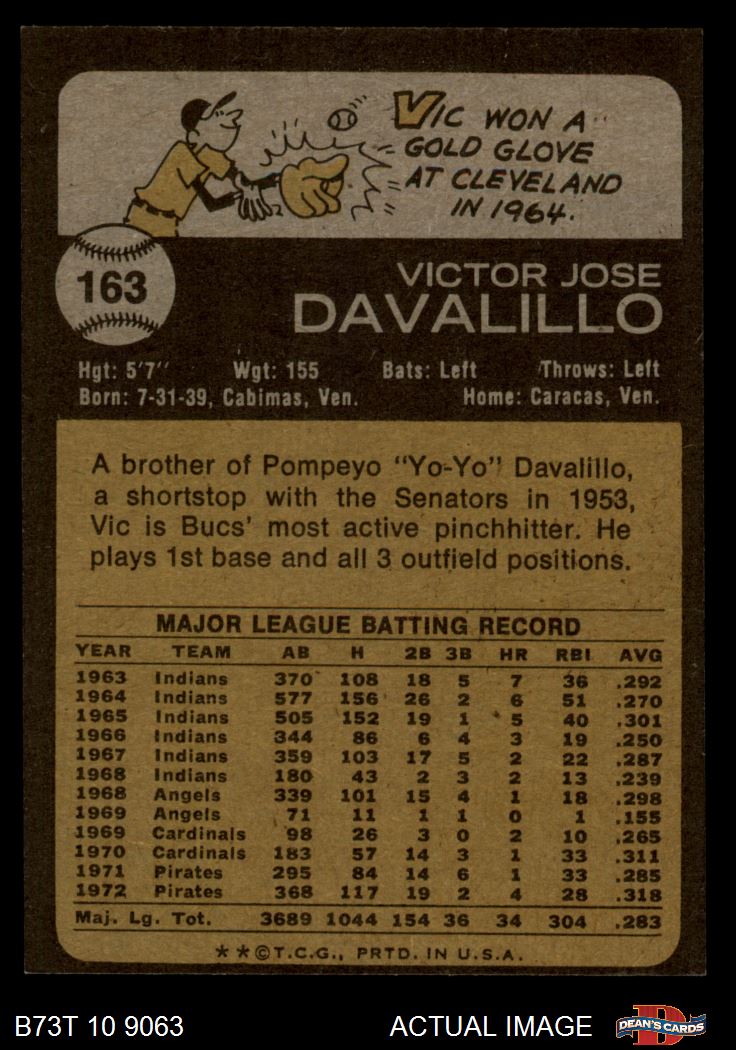 VIC WON A
GOLD GLOVE
AT CLEVELAND
IN 1964.
163
VICTOR JOSE
DAVALILLO
Hgt: 5'7" Wgt: 155 Bats: Left Throws: Left
Born: 7-31-39, Cabimas, Ven. Home: Caracas, Ven.
A brother of Pompeyo "Yo-Yo" Davalillo,
a shortstop with the Senators in 1953,
Vic is Bucs' most active pinchhitter. He
plays 1st base and all 3 outfield positions.
MAJOR LEAGUE BATTING RECORD
YEAR TEAM AB H 2B 3B HR RBI AVG
1963 Indians 370 108 18 5 7 36 .292
1964 Indians 577 156 26 2 6 51 .270
1965 Indians 505 152 19 1 5 40 .301
1966 Indians 344 86 6 4 3 19 .250
1967 Indians 359 103 17 5 2 22 .287
1968 Indians 180 43 2 3 2 13 .239
1968 Angels 339 101 15 4 1 18 .298
1969 Angels 71 11 1 1 0 1 .155
1969 Cardinals 98 26 3 0 2 10 .265
1970 Cardinals 183 57 14 3 1 33 .311
1971 Pirates 295 84 14 6 1 33 .285
1972 Pirates 368 117 19 2 4 28 .318
Maj. Lg. Tot. 3689 1044 154 36 34 304 .283
**©T.C.G., PRTD. IN U.S.A.
B73T 10 9063 ACTUAL IMAGE
D
DEAN'S CARDS